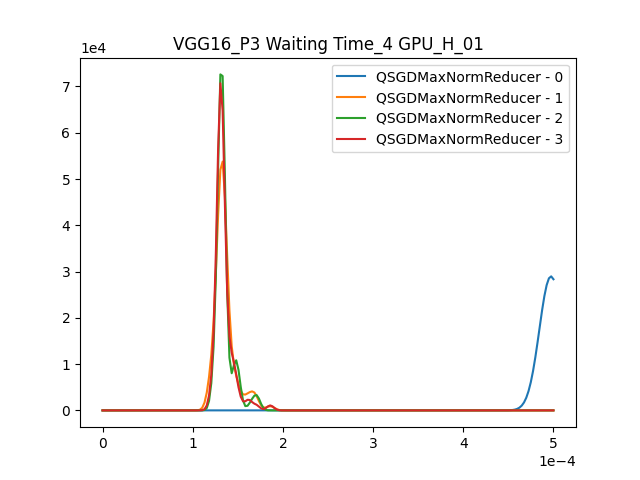 VGG16_P3 Waiting Time_4 GPU_H_01
1e4
QSGDMaxNormReducer - 0
QSGDMaxNormReducer - 1
QSGDMaxNormReducer - 2
QSGDMaxNormReducer - 3
7
6
5
4
3
2
1
0
0 1 2 3 4 5
1e−4